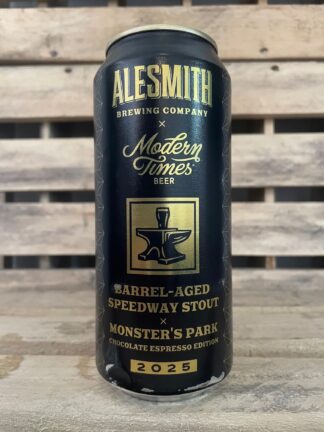 ALESMITH
BREWING COMPANY
×
Modern
Times
BEER
BARREL-AGED
SPEEDWAY STOUT
×
MONSTER'S PARK
CHOCOLATE ESPRESSO EDITION
2025